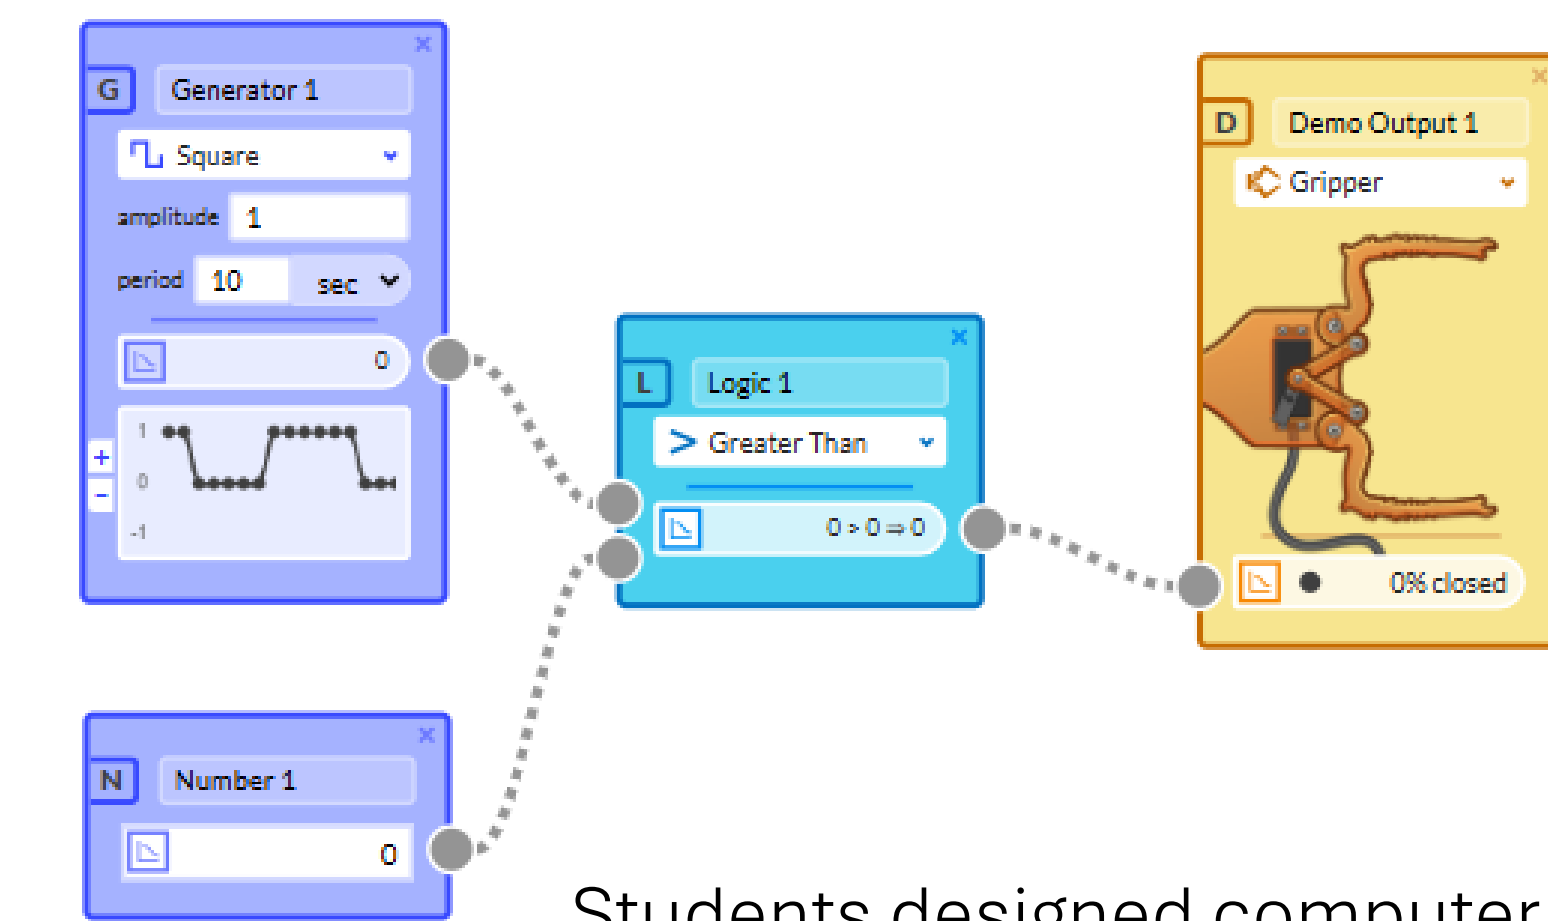 G Generator 1
Square
amplitude 1
period 10 sec
0
1
0
-1
+
-
N Number 1
0
L Logic 1
> Greater Than
0 > 0 ⇒ 0
D Demo Output 1
Gripper
0% closed
Students designed computer